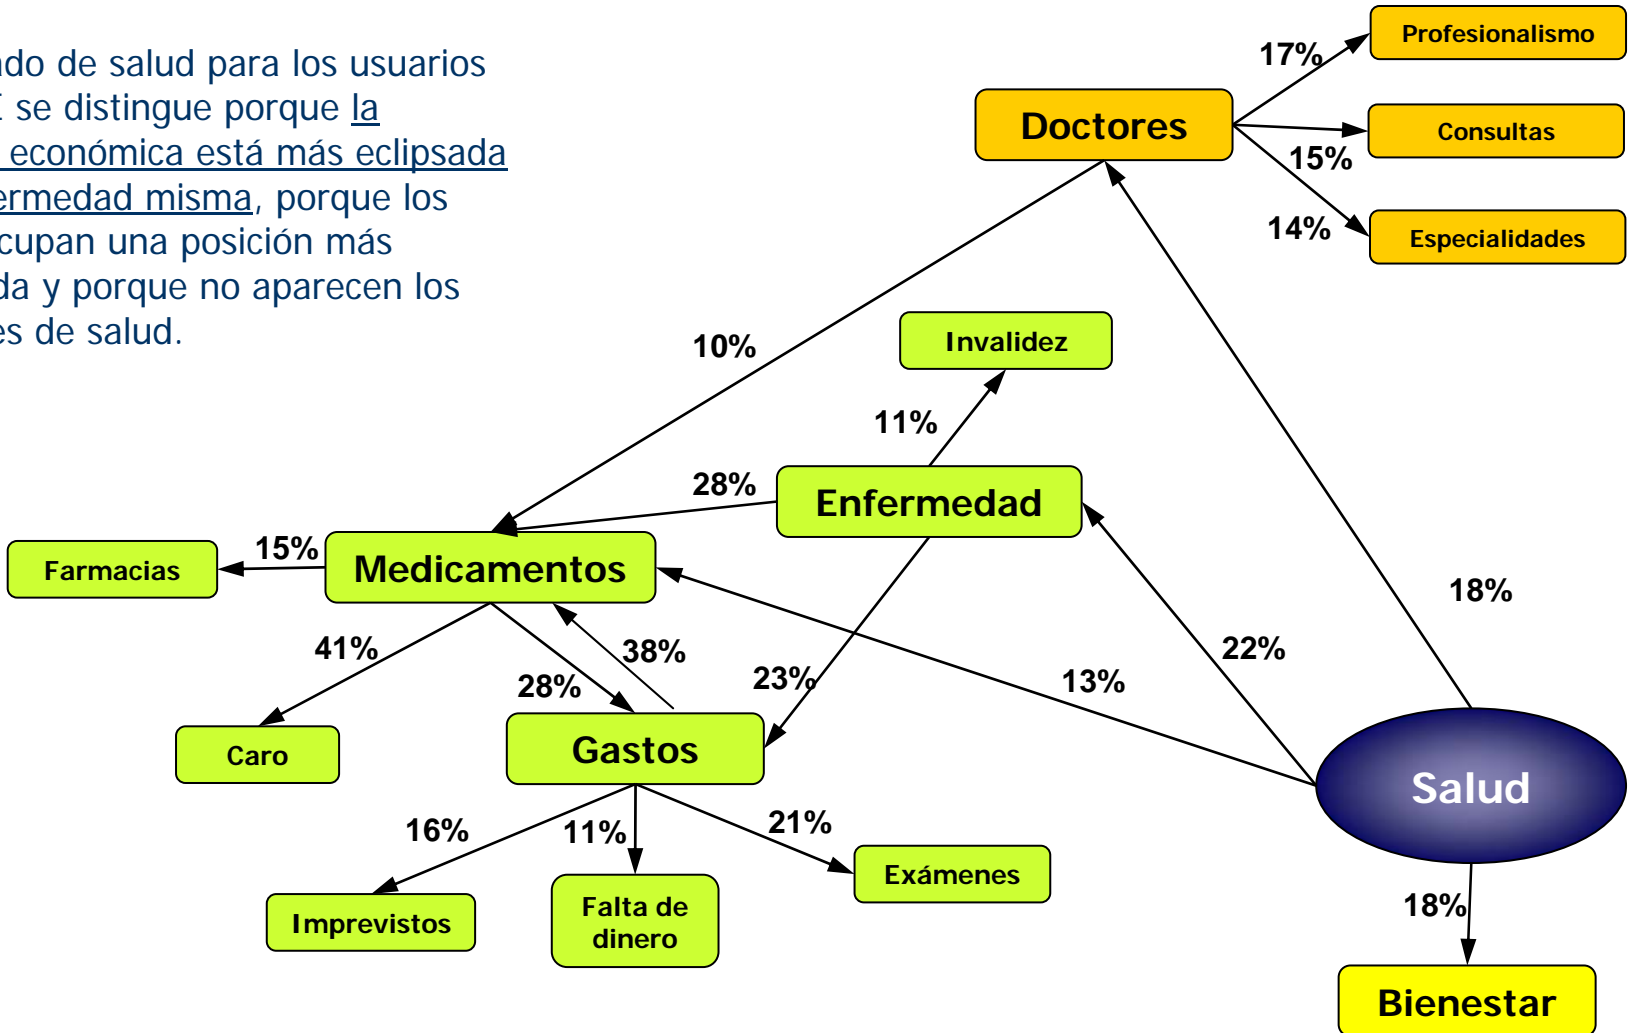 ado de salud para los usuarios
se distingue porque la
económica está más eclipsada
ermedad misma, porque los
cupan una posición más
da y porque no aparecen los
es de salud.
Profesionalismo
17%
Doctores
Consultas
15%
14%
Especialidades
10%
Invalidez
11%
28%
Enfermedad
15%
Farmacias
Medicamentos
18%
41%
38%
28%
23%
13%
22%
Caro
Gastos
Salud
16%
11%
21%
Exámenes
Imprevistos
Falta de
dinero
18%
Bienestar